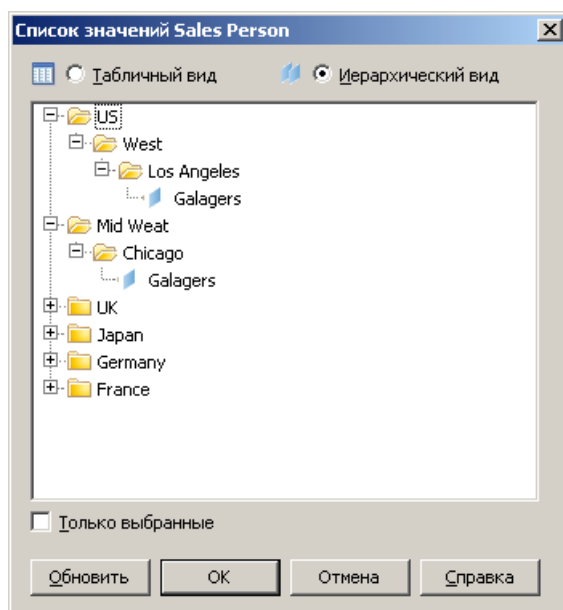 Список значений Sales Person
Табличный вид Иерархический вид
US
West
Los Angeles
Galagers
Mid Weat
Chicago
Galagers
UK
Japan
Germany
France
Только выбранные
Обновить OK Отмена Справка